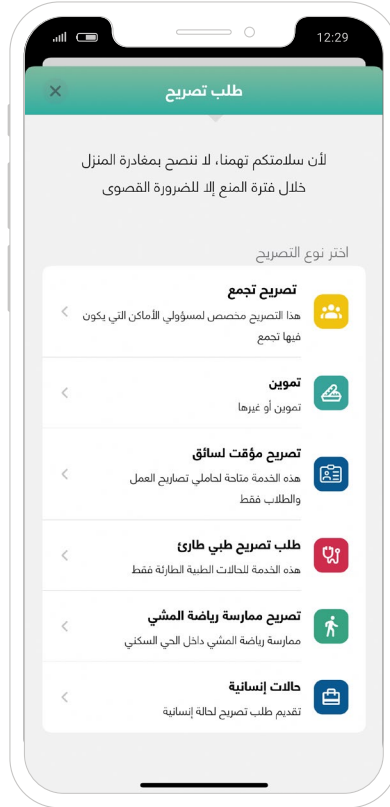 12:29
طلب تصريح
لأن سلامتكم تهمنا، لا ننصح بمغادرة المنزل
خلال فترة المنع إلا للضرورة القصوى
اختر نوع التصريح
تصريح تجمع
هذا التصريح مخصص لمسؤولي الأماكن التي يكون
فيها تجمع
تموين
تموين أو غيرها
تصريح مؤقت لسائق
هذه الخدمة متاحة لحاملي تصاريح العمل
والطلاب فقط
طلب تصريح طبي طارئ
هذه الخدمة للحالات الطبية الطارئة فقط
تصريح ممارسة رياضة المشي
ممارسة رياضة المشي داخل الحي السكني
حالات إنسانية
تقديم طلب تصريح لحالة إنسانية